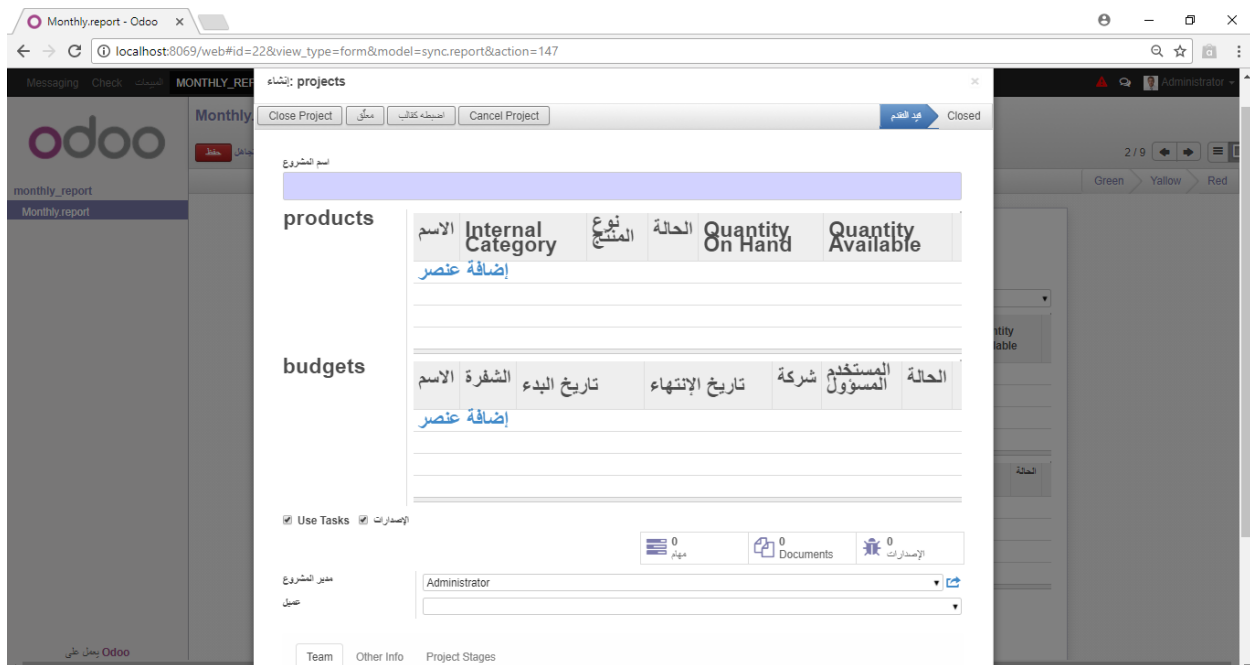 Monthly.report - Odoo
localhost:8069/web#id=22&view_type=form&model=sync.report&action=147
Messaging Check المبيعات MONTHLY_REP
إنشاء: projects
Administrator
odoo
Monthly.
Close Project معلّق اضبطه كقالب Cancel Project قيد التقدم Closed
حفظ تجاهل
2 / 9
اسم المشروع
monthly_report
Monthly.report
Green Yallow Red
products
الاسم Internal Category نوع المنتج الحالة Quantity On Hand Quantity Available
إضافة عنصر
ntity
lable
budgets
الاسم الشفرة تاريخ البدء تاريخ الإنتهاء شركة المستخدم المسؤول الحالة
إضافة عنصر
الحالة
Use Tasks الإصدارات
0 مهام
0 Documents
0 الإصدارات
مدير المشروع Administrator
عميل
Team Other Info Project Stages
يعمل على Odoo